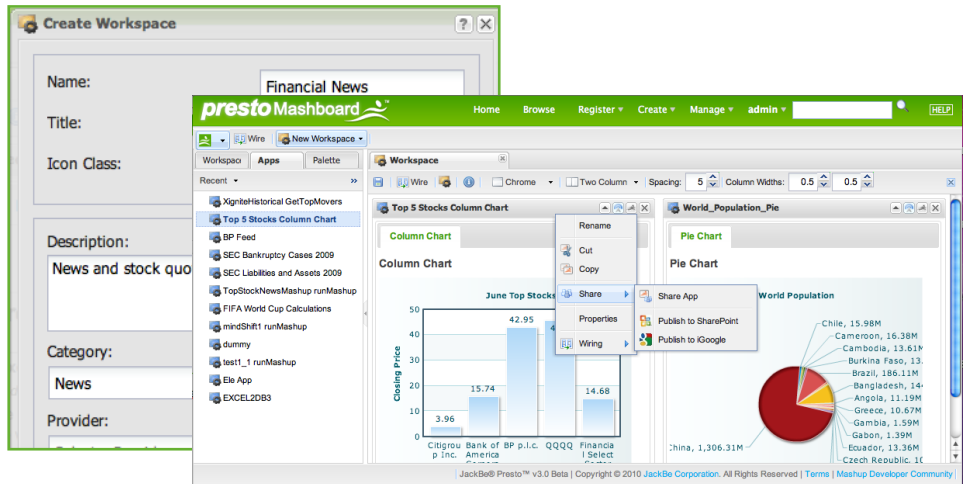 Create Workspace
Name:
Financial News
Title:
Icon Class:
Description:
News and stock quo
Category:
News
Provider:
presto Mashboard
Home Browse Register Create Manage admin HELP
Wire New Workspace
Workspac Apps Palette
Recent »
XigniteHistorical GetTopMovers
Top 5 Stocks Column Chart
BP Feed
SEC Bankruptcy Cases 2009
SEC Liabilities and Assets 2009
TopStockNewsMashup runMashup
FIFA World Cup Calculations
mindShift1 runMashup
dummy
test1_1 runMashup
Ele App
EXCEL2DB3
Workspace
Wire Chrome Two Column Spacing: 5 Column Widths: 0.5 0.5
Top 5 Stocks Column Chart
Column Chart
Column Chart
June Top Stocks
Closing Price
50
40
30
20
10
0
3.96
15.74
42.95
4
14.68
Citigrou
p Inc.
Bank of
America
BP p.l.c.
QQQQ
Financia
l Select
Rename
Cut
Copy
Share
Properties
Wiring
Share App
Publish to SharePoint
Publish to iGoogle
World_Population_Pie
Pie Chart
Pie Chart
World Population
Chile, 15.98M
Cameroon, 16.38M
Cambodia, 13.61M
Burkina Faso, 13.
Brazil, 186.11M
Bangladesh, 14
Angola, 11.19M
Greece, 10.67M
Gambia, 1.59M
Gabon, 1.39M
Ecuador, 13.36M
Czech Republic, 10
hina, 1,306.31M
JackBe® Presto™ v3.0 Beta | Copyright © 2010 JackBe Corporation. All Rights Reserved | Terms | Mashup Developer Community